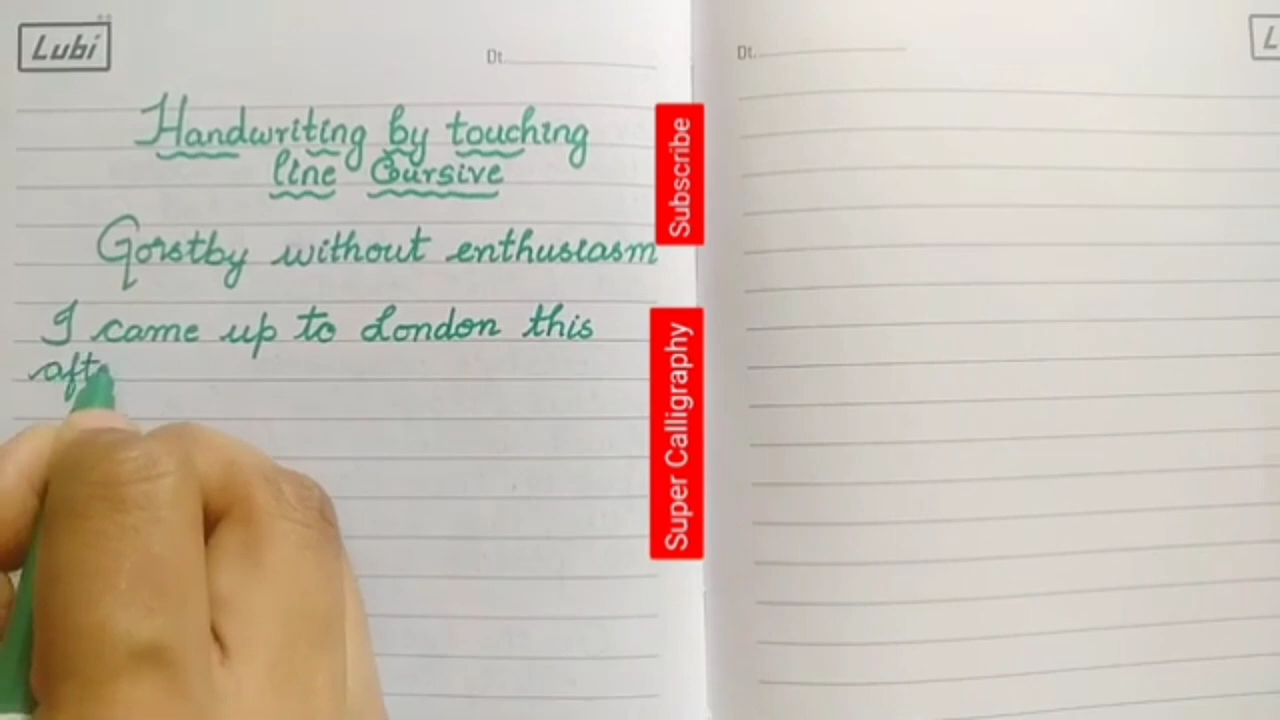 Lubi
Dt.
Handwriting by touching
line Cursive
Gorstby without enthusiasm
I came up to London this
afte
Subscribe
Super Calligraphy
Dt.
L